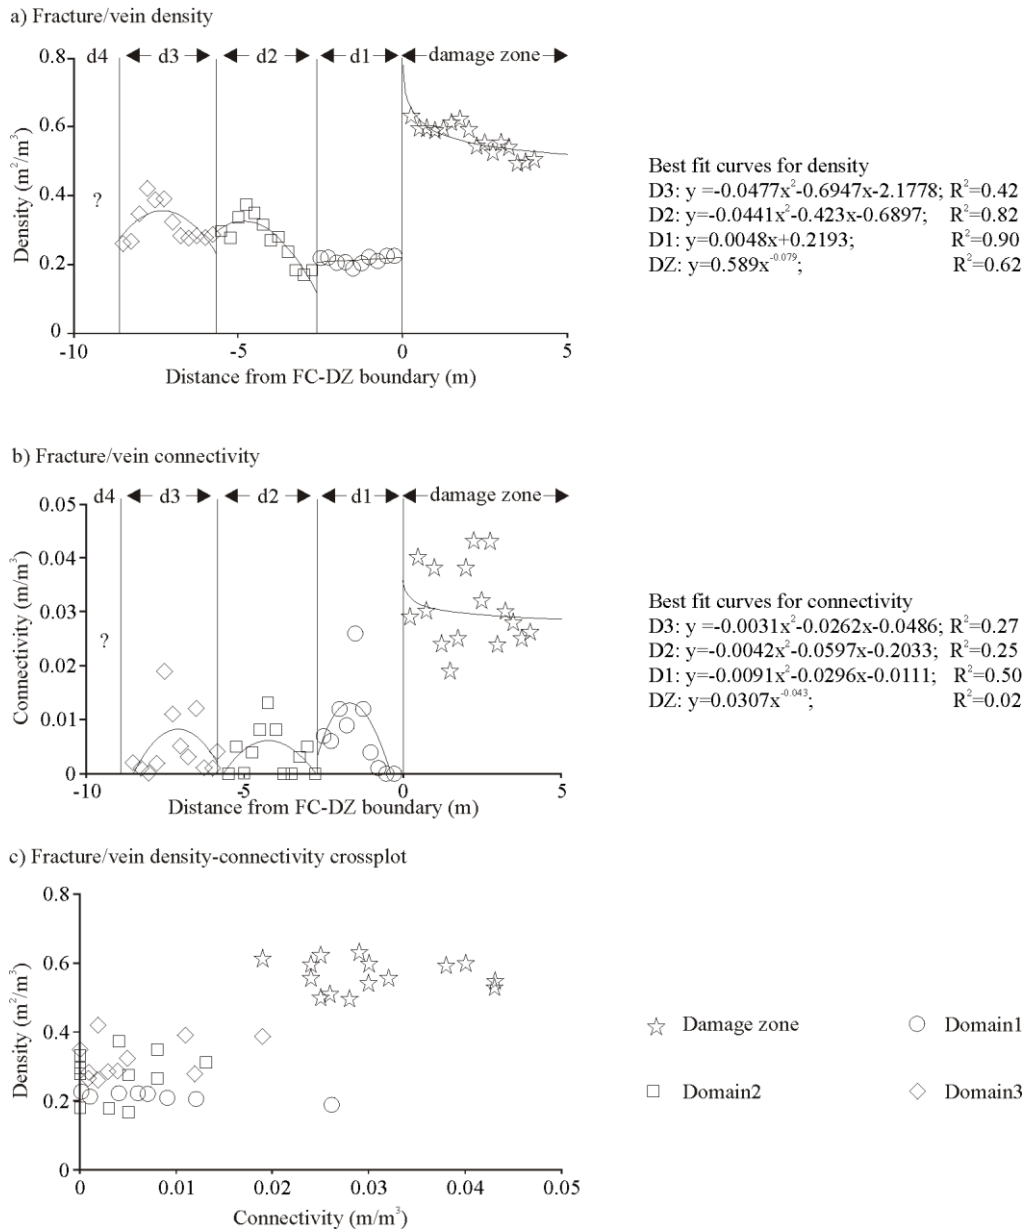 a) Fracture/vein density
d4 d3 d2 d1 damage zone
0.8
0.6
0.4
0.2
0
Density (m²/m³)
?
-10 -5 0 5
Distance from FC-DZ boundary (m)
Best fit curves for density
D3: y =-0.0477x²-0.6947x-2.1778; R²=0.42
D2: y=-0.0441x²-0.423x-0.6897; R²=0.82
D1: y=0.0048x+0.2193; R²=0.90
DZ: y=0.589x⁻⁰·⁰⁷⁹; R²=0.62
b) Fracture/vein connectivity
d4 d3 d2 d1 damage zone
0.05
0.04
0.03
0.02
0.01
0
Connectivity (m/m³)
?
-10 -5 0 5
Distance from FC-DZ boundary (m)
Best fit curves for connectivity
D3: y =-0.0031x²-0.0262x-0.0486; R²=0.27
D2: y=-0.0042x²-0.0597x-0.2033; R²=0.25
D1: y=-0.0091x²-0.0296x-0.0111; R²=0.50
DZ: y=0.0307x⁻⁰·⁰⁴³; R²=0.02
c) Fracture/vein density-connectivity crossplot
0.8
0.6
0.4
0.2
0
Density (m²/m³)
0 0.01 0.02 0.03 0.04 0.05
Connectivity (m/m³)
Damage zone
Domain1
Domain2
Domain3